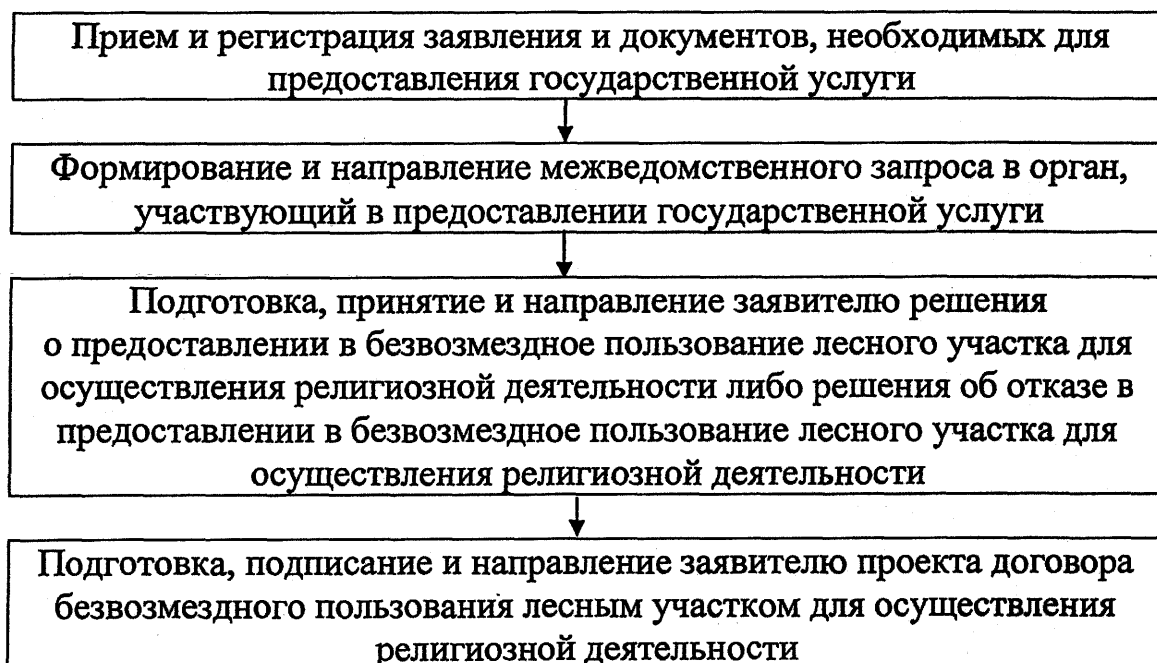 Прием и регистрация заявления и документов, необходимых для
предоставления государственной услуги
Формирование и направление межведомственного запроса в орган,
участвующий в предоставлении государственной услуги
Подготовка, принятие и направление заявителю решения
о предоставлении в безвозмездное пользование лесного участка для
осуществления религиозной деятельности либо решения об отказе в
предоставлении в безвозмездное пользование лесного участка для
осуществления религиозной деятельности
Подготовка, подписание и направление заявителю проекта договора
безвозмездного пользования лесным участком для осуществления
религиозной деятельности